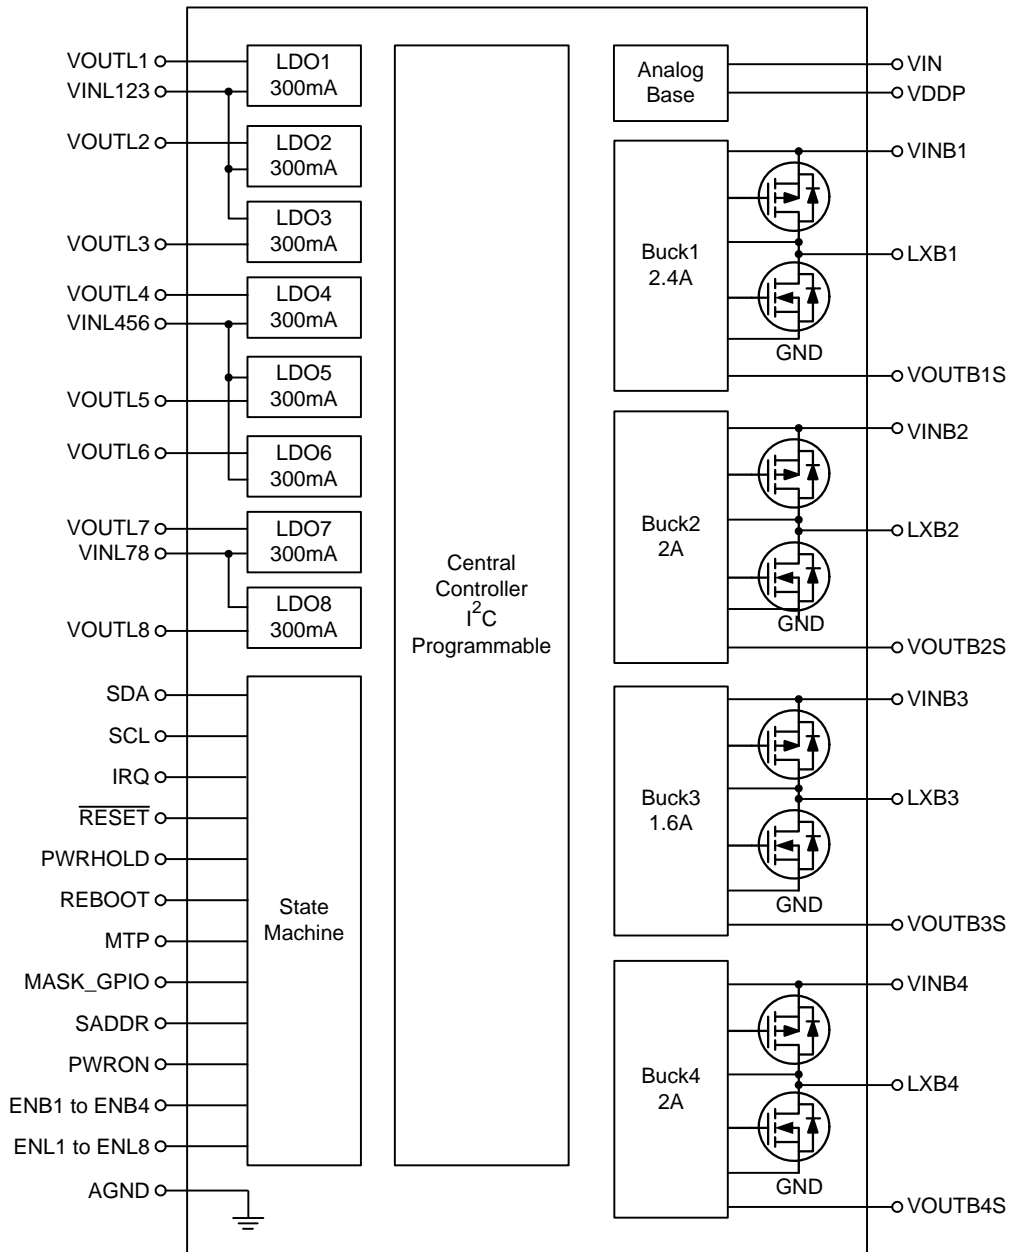 VOUTL1
VINL123
VOUTL2
VOUTL3
VOUTL4
VINL456
VOUTL5
VOUTL6
VOUTL7
VINL78
VOUTL8
SDA
SCL
IRQ
RESET
PWRHOLD
REBOOT
MTP
MASK_GPIO
SADDR
PWRON
ENB1 to ENB4
ENL1 to ENL8
AGND
LDO1
300mA
LDO2
300mA
LDO3
300mA
LDO4
300mA
LDO5
300mA
LDO6
300mA
LDO7
300mA
LDO8
300mA
State
Machine
Central
Controller
I²C
Programmable
Analog
Base
Buck1
2.4A
GND
Buck2
2A
GND
Buck3
1.6A
GND
Buck4
2A
GND
VIN
VDDP
VINB1
LXB1
VOUTB1S
VINB2
LXB2
VOUTB2S
VINB3
LXB3
VOUTB3S
VINB4
LXB4
VOUTB4S